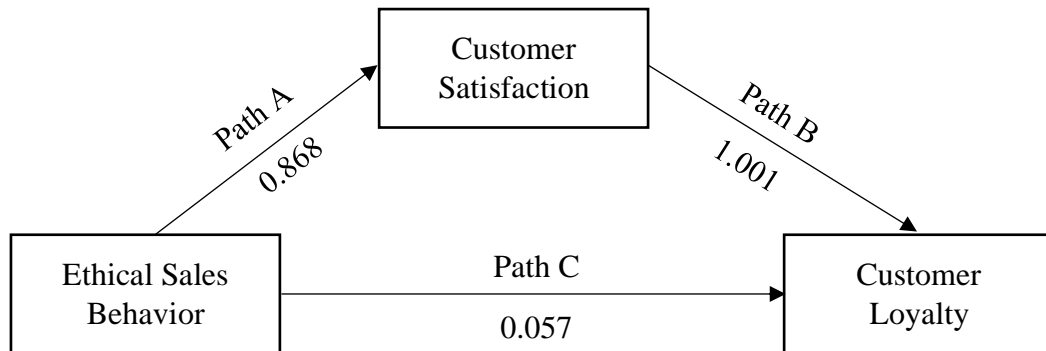 Customer
Satisfaction
Path A
0.868
Path B
1.001
Ethical Sales
Behavior
Path C
0.057
Customer
Loyalty